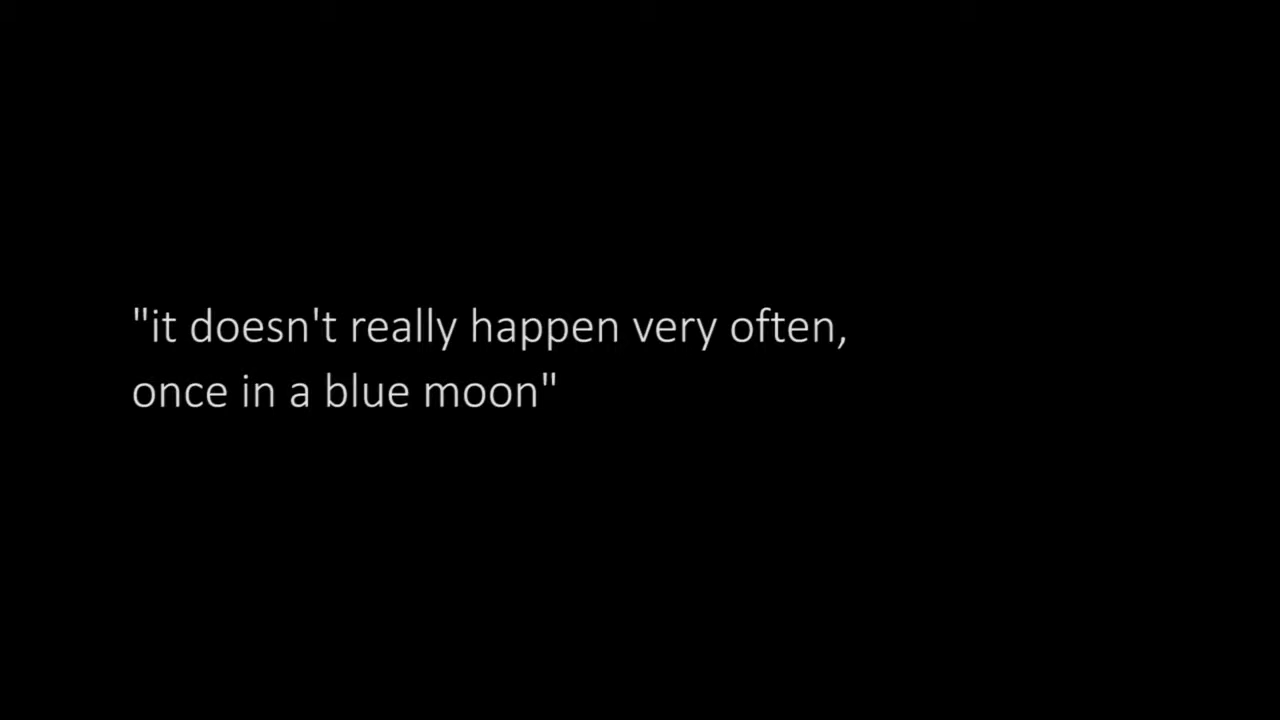 "it doesn't really happen very often,
once in a blue moon"